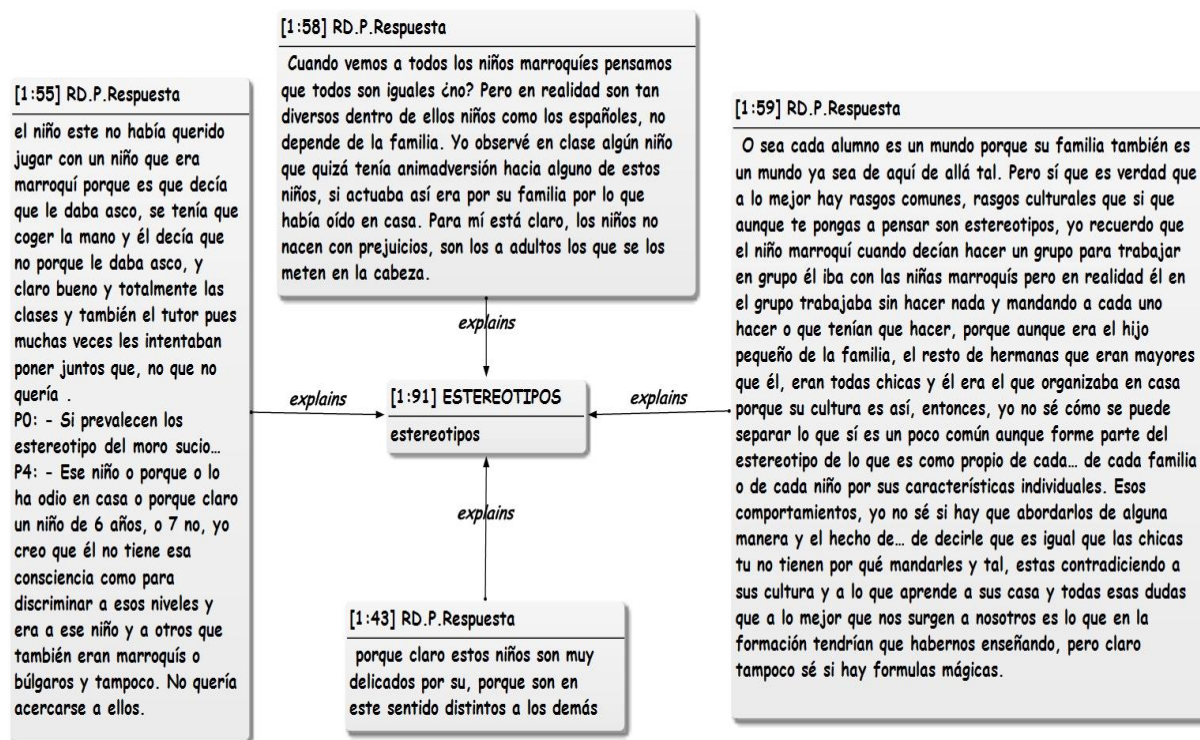 [1:58] RD.P.Respuesta
Cuando vemos a todos los niños marroquíes pensamos
que todos son iguales ¿no? Pero en realidad son tan
diversos dentro de ellos niños como los españoles, no
depende de la familia. Yo observé en clase algún niño
que quizá tenía animadversión hacia alguno de estos
niños, si actuaba así era por su familia por lo que
había oído en casa. Para mí está claro, los niños no
nacen con prejuicios, son los a adultos los que se los
meten en la cabeza.
[1:55] RD.P.Respuesta
el niño este no había querido
jugar con un niño que era
marroquí porque es que decía
que le daba asco, se tenía que
coger la mano y él decía que
no porque le daba asco, y
claro bueno y totalmente las
clases y también el tutor pues
muchas veces les intentaban
poner juntos que, no que no
quería .
P0: - Si prevalecen los
estereotipo del moro sucio...
P4: - Ese niño o porque o lo
ha odio en casa o porque claro
un niño de 6 años, o 7 no, yo
creo que él no tiene esa
consciencia como para
discriminar a esos niveles y
era a ese niño y a otros que
también eran marroquís o
búlgaros y tampoco. No quería
acercarse a ellos.
[1:59] RD.P.Respuesta
O sea cada alumno es un mundo porque su familia también es
un mundo ya sea de aquí de allá tal. Pero sí que es verdad que
a lo mejor hay rasgos comunes, rasgos culturales que si que
aunque te pongas a pensar son estereotipos, yo recuerdo que
el niño marroquí cuando decían hacer un grupo para trabajar
en grupo él iba con las niñas marroquís pero en realidad él en
el grupo trabajaba sin hacer nada y mandando a cada uno
hacer o que tenían que hacer, porque aunque era el hijo
pequeño de la familia, el resto de hermanas que eran mayores
que él, eran todas chicas y él era el que organizaba en casa
porque su cultura es así, entonces, yo no sé cómo se puede
separar lo que sí es un poco común aunque forme parte del
estereotipo de lo que es como propio de cada... de cada familia
o de cada niño por sus características individuales. Esos
comportamientos, yo no sé si hay que abordarlos de alguna
manera y el hecho de... de decirle que es igual que las chicas
tu no tienen por qué mandarles y tal, estas contradiciendo a
sus cultura y a lo que aprende a sus casa y todas esas dudas
que a lo mejor que nos surgen a nosotros es lo que en la
formación tendrían que habernos enseñando, pero claro
tampoco sé si hay formulas mágicas.
explains
explains
explains
explains
[1:91] ESTEREOTIPOS
estereotipos
[1:43] RD.P.Respuesta
porque claro estos niños son muy
delicados por su, porque son en
este sentido distintos a los demás